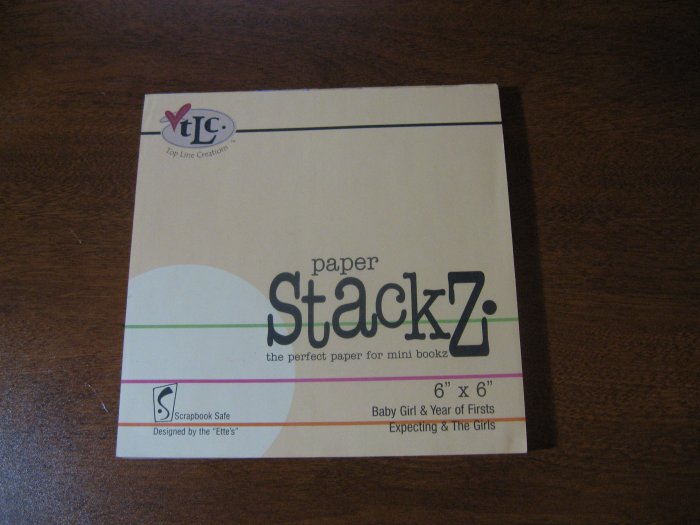 tLc.
Top Line Creations
paper
StackZ.
the perfect paper for mini bookz
6" x 6"
Baby Girl & Year of Firsts
Expecting & The Girls
Scrapbook Safe
Designed by the "Ette's"